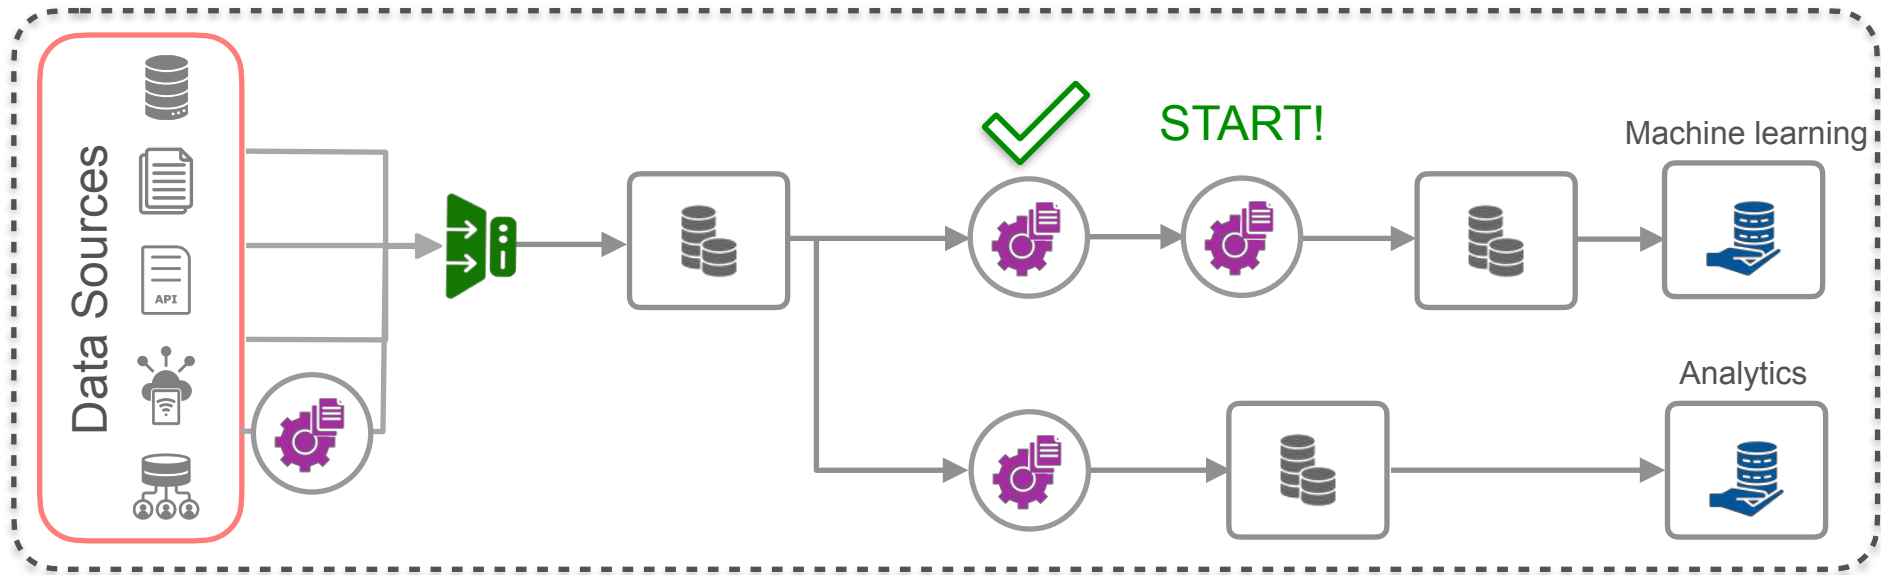 Data Sources
API
START!
Machine learning
Analytics